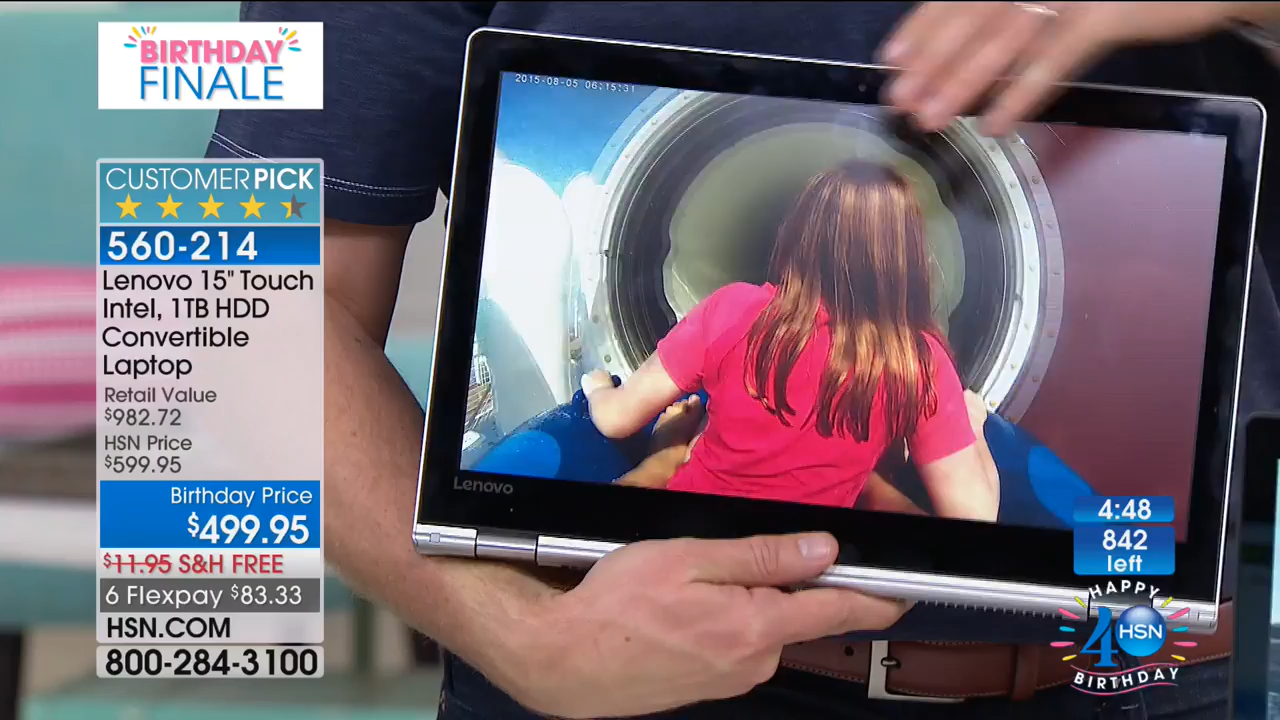 BIRTHDAY
FINALE
CUSTOMER PICK
560-214
Lenovo 15" Touch
Intel, 1TB HDD
Convertible
Laptop
Retail Value
$982.72
HSN Price
$599.95
Birthday Price
$499.95
$11.95 S&H FREE
6 Flexpay $83.33
HSN.COM
800-284-3100
2015-08-05 06:15:31
Lenovo
4:48
842
left
HAPPY
40 HSN
BIRTHDAY